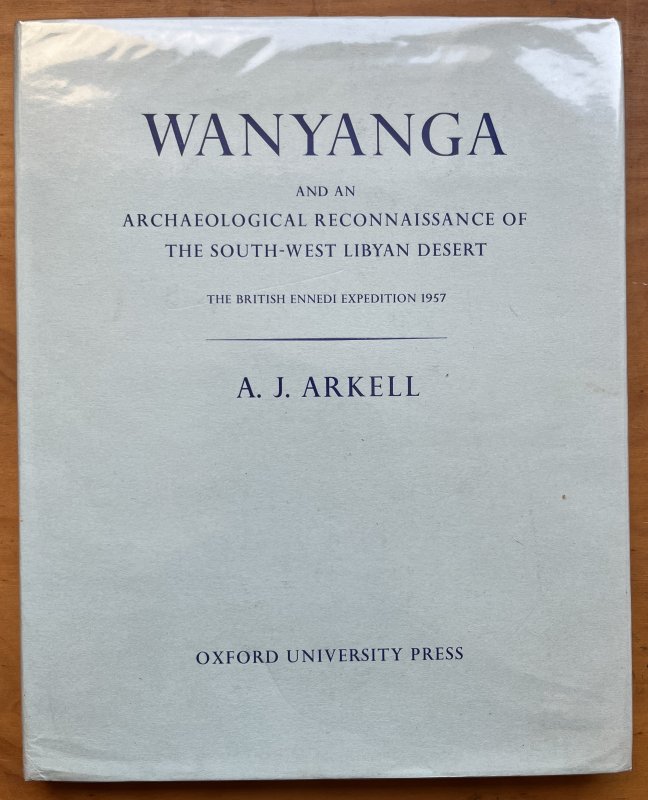 WANYANGA
AND AN
ARCHAEOLOGICAL RECONNAISSANCE OF
THE SOUTH-WEST LIBYAN DESERT
THE BRITISH ENNEDI EXPEDITION 1957
A. J. ARKELL
OXFORD UNIVERSITY PRESS